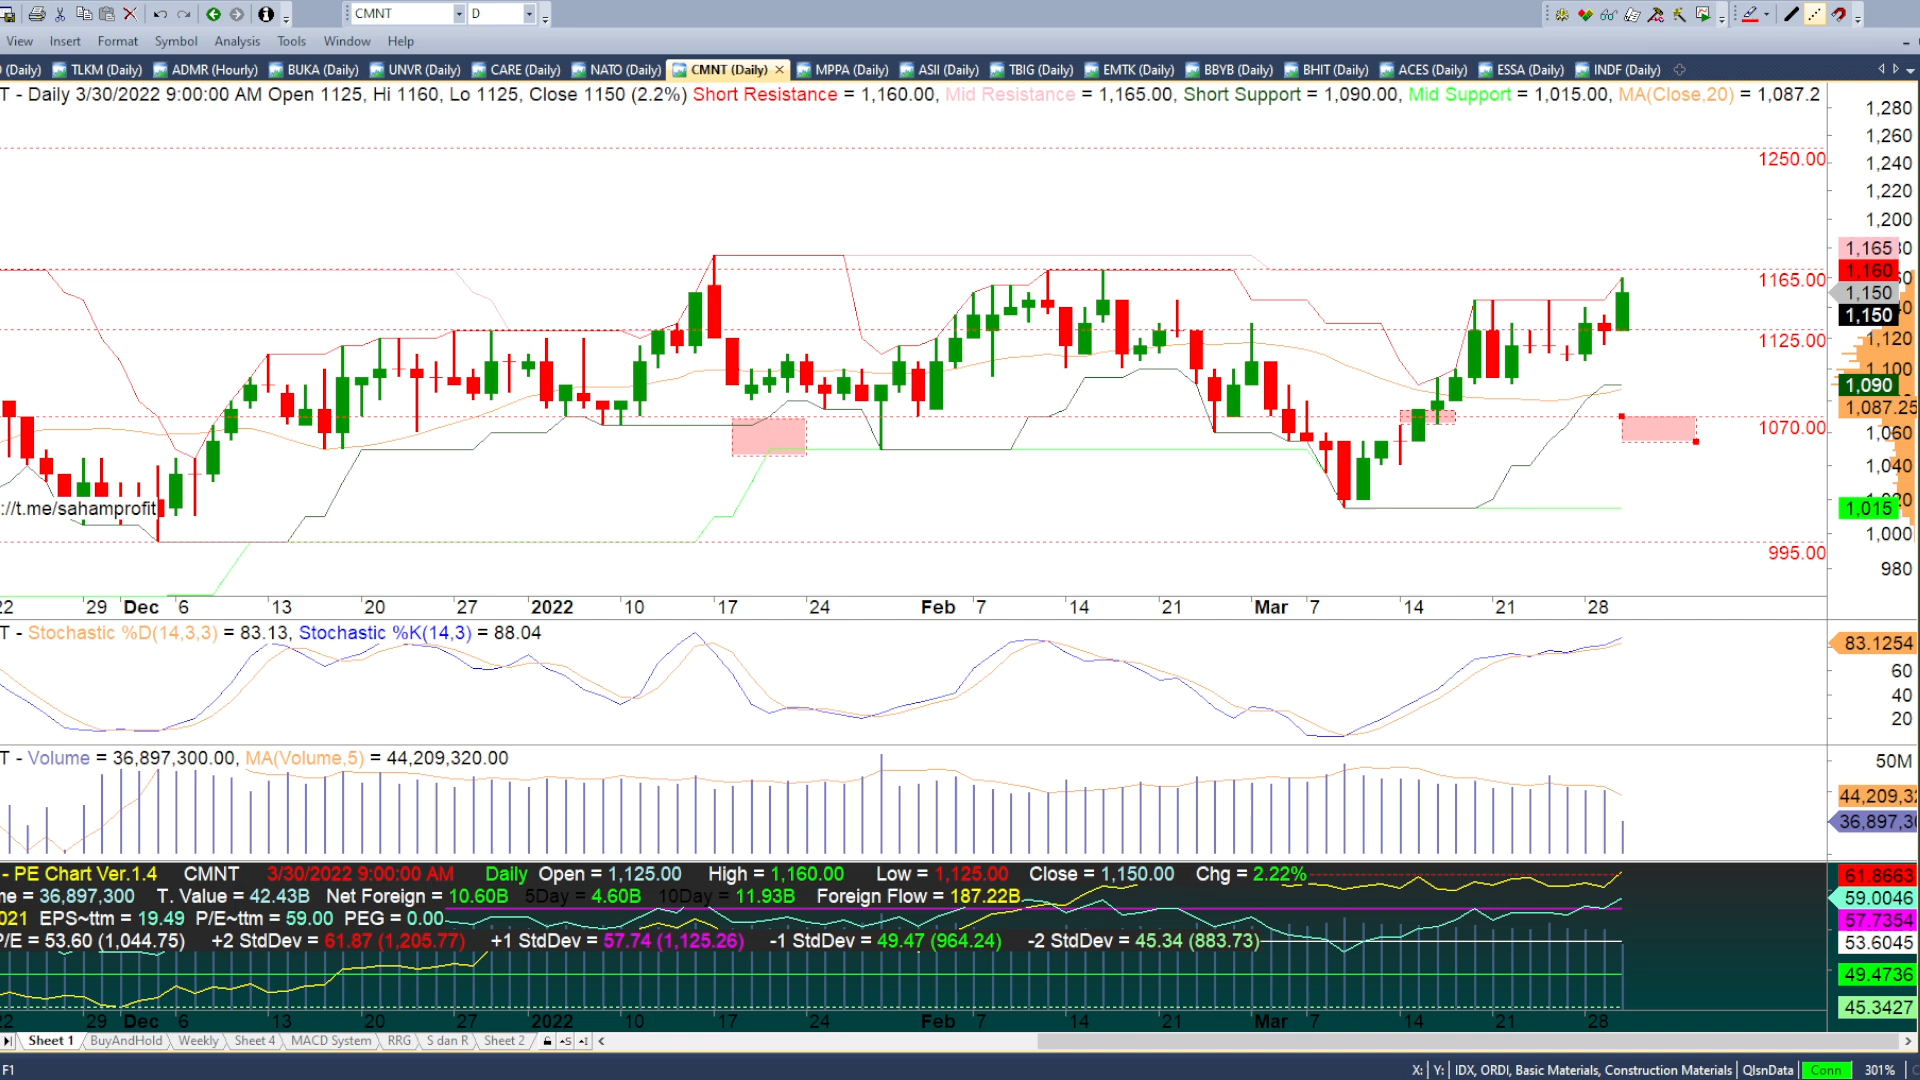 CMNT D
View Insert Format Symbol Analysis Tools Window Help
(Daily) TLKM (Daily) ADMR (Hourly) BUKA (Daily) UNVR (Daily) CARE (Daily) NATO (Daily) CMNT (Daily) MPPA (Daily) ASII (Daily) TBIG (Daily) EMTK (Daily) BBYB (Daily) BHIT (Daily) ACES (Daily) ESSA (Daily) INDF (Daily)
T - Daily 3/30/2022 9:00:00 AM Open 1125, Hi 1160, Lo 1125, Close 1150 (2.2%) Short Resistance = 1,160.00, Mid Resistance = 1,165.00, Short Support = 1,090.00, Mid Support = 1,015.00, MA(Close,20) = 1,087.2
1,280
1,260
1250.00 1,240
1,220
1,200
1,165
1,160
1165.00
1,150
1,150
1125.00 1,120
1,100
1,090
1,087.25
1070.00 1,060
1,040
://t.me/sahamprofit
1,015
1,000
995.00
980
22 29 Dec 6 13 20 27 2022 10 17 24 Feb 7 14 21 Mar 7 14 21 28
T - Stochastic %D(14,3,3) = 83.13, Stochastic %K(14,3) = 88.04
83.1254
60
40
20
T - Volume = 36,897,300.00, MA(Volume,5) = 44,209,320.00
50M
44,209,32
36,897,30
- PE Chart Ver.1.4 CMNT 3/30/2022 9:00:00 AM Daily Open = 1,125.00 High = 1,160.00 Low = 1,125.00 Close = 1,150.00 Chg = 2.22%
me = 36,897,300 T. Value = 42.43B Net Foreign = 10.60B 5Day = 4.60B 10Day = 11.93B Foreign Flow = 187.22B
2021 EPS~ttm = 19.49 P/E~ttm = 59.00 PEG = 0.00
P/E = 53.60 (1,044.75) +2 StdDev = 61.87 (1,205.77) +1 StdDev = 57.74 (1,125.26) -1 StdDev = 49.47 (964.24) -2 StdDev = 45.34 (883.73)
61.8663
59.0046
57.7354
53.6045
49.4736
45.3427
22 29 Dec 6 13 20 27 2022 10 17 24 Feb 7 14 21 Mar 7 14 21 28
Sheet 1 BuyAndHold Weekly Sheet 4 MACD System RRG S dan R Sheet 2
F1 X: Y: IDX, ORDI, Basic Materials, Construction Materials QlsnData Conn 301%